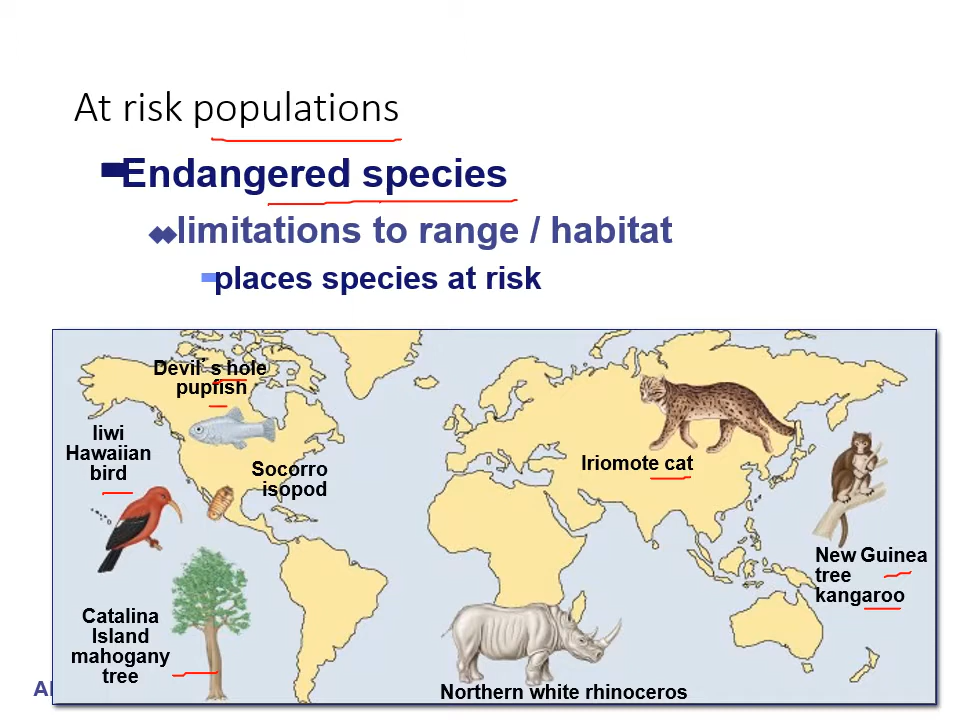 At risk populations
Endangered species
limitations to range / habitat
places species at risk
Devil´s hole
pupfish
Iiwi
Hawaiian
bird
Socorro
isopod
Iriomote cat
New Guinea
tree
kangaroo
Catalina
Island
mahogany
tree
Northern white rhinoceros